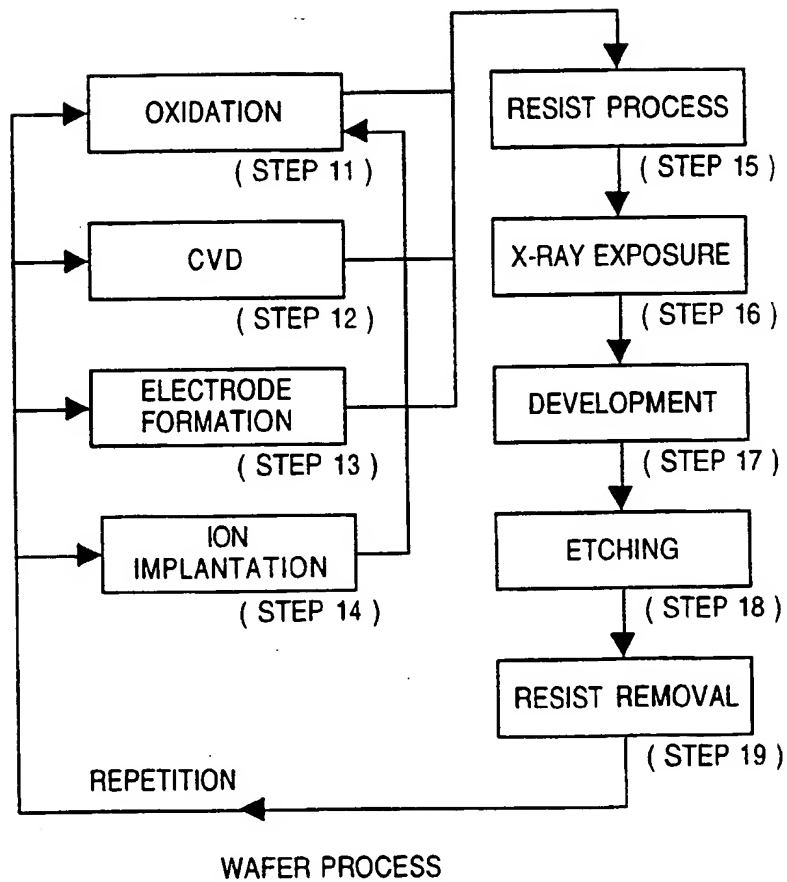 OXIDATION
( STEP 11 )
CVD
( STEP 12 )
ELECTRODE
FORMATION
( STEP 13 )
ION
IMPLANTATION
( STEP 14 )
RESIST PROCESS
( STEP 15 )
X-RAY EXPOSURE
( STEP 16 )
DEVELOPMENT
( STEP 17 )
ETCHING
( STEP 18 )
RESIST REMOVAL
( STEP 19 )
REPETITION
WAFER PROCESS